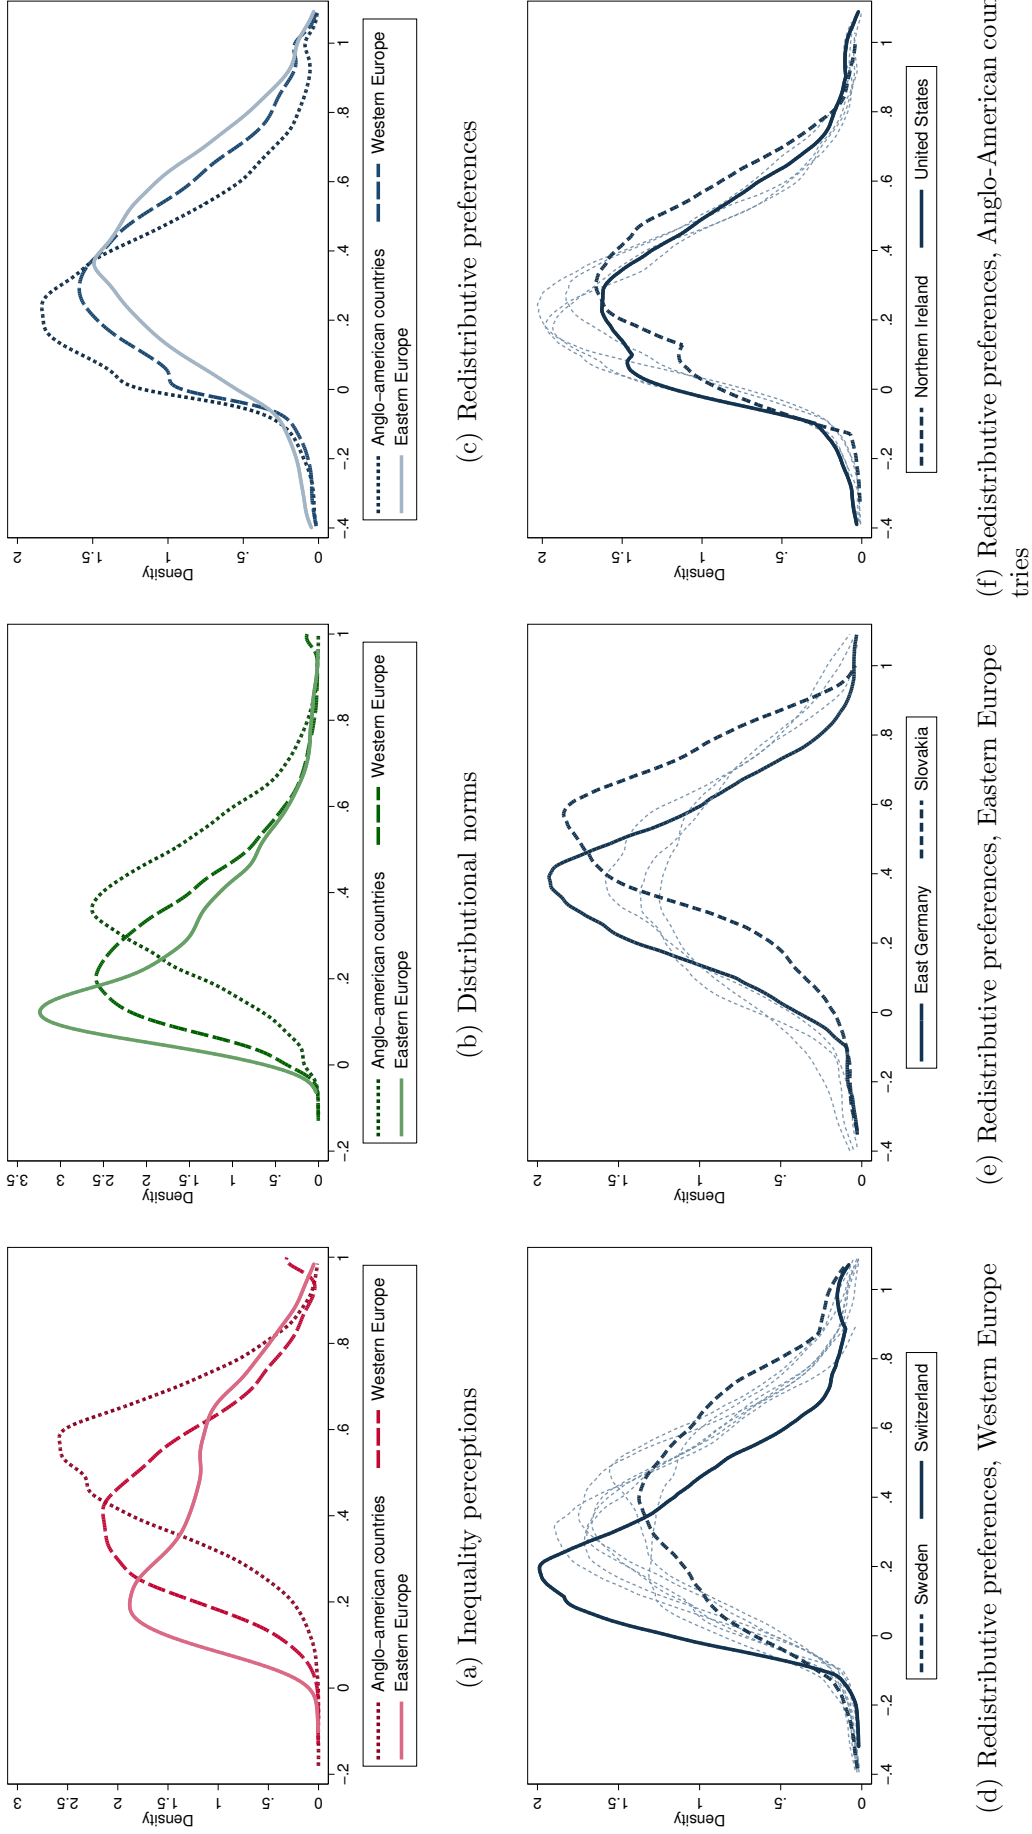 Density
0 .5 1 1.5 2 2.5 3
−.2 0 .2 .4 .6 .8 1
Anglo−american countries Western Europe
Eastern Europe
(a) Inequality perceptions
Density
0 .5 1 1.5 2 2.5 3 3.5
−.2 0 .2 .4 .6 .8 1
Anglo−american countries Western Europe
Eastern Europe
(b) Distributional norms
Density
0 .5 1 1.5 2
−.4 −.2 0 .2 .4 .6 .8 1
Anglo−american countries Western Europe
Eastern Europe
(c) Redistributive preferences
Density
0 .5 1 1.5 2
−.4 −.2 0 .2 .4 .6 .8 1
Sweden Switzerland
(d) Redistributive preferences, Western Europe
Density
0 .5 1 1.5 2
−.4 −.2 0 .2 .4 .6 .8 1
East Germany Slovakia
(e) Redistributive preferences, Eastern Europe
Density
0 .5 1 1.5 2
−.4 −.2 0 .2 .4 .6 .8 1
Northern Ireland United States
(f) Redistributive preferences, Anglo-American coun
tries